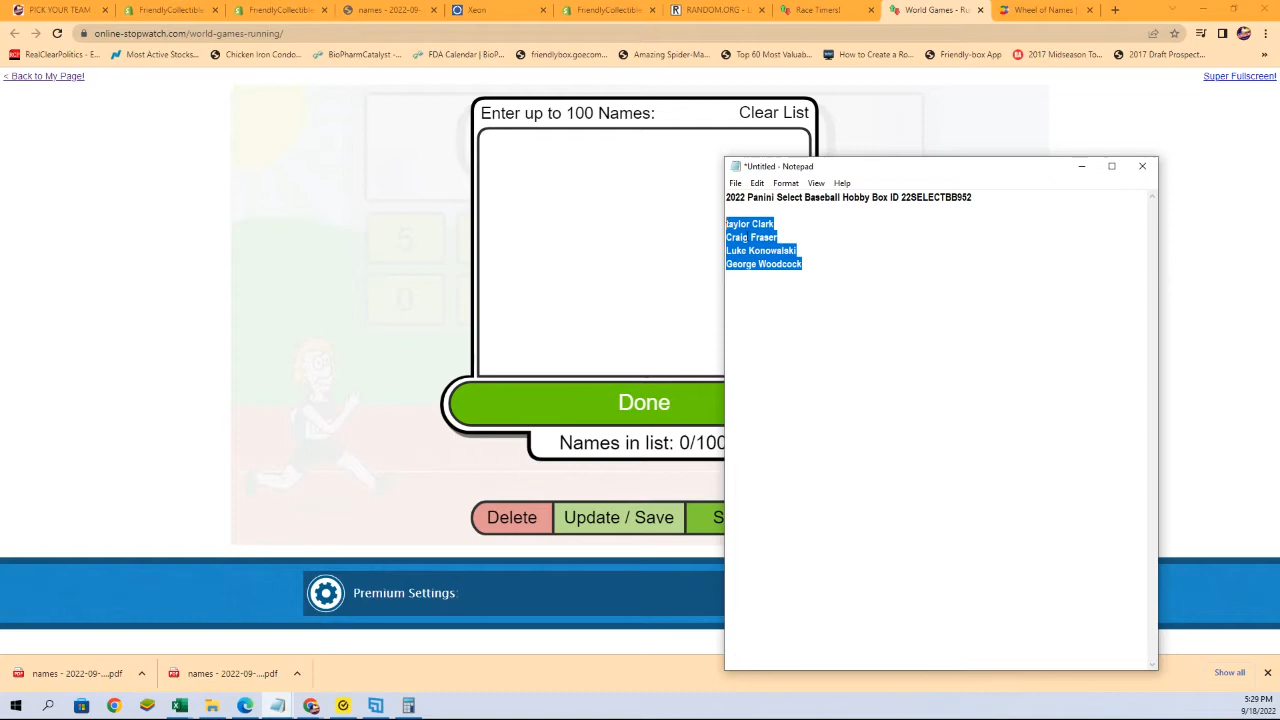 PICK YOUR TEAM
FriendlyCollectible
FriendlyCollectible
names - 2022-09-
Xeon
FriendlyCollectible
RANDOM.ORG - L
Race Timers!
World Games - Ru
Wheel of Names |
online-stopwatch.com/world-games-running/
RealClearPolitics - E...
Most Active Stocks...
Chicken Iron Condo...
BioPharmCatalyst -...
FDA Calendar | BioP...
friendlybox.goecom...
Amazing Spider-Ma...
Top 60 Most Valuab...
How to Create a Ro...
Friendly-box App
2017 Midseason To...
2017 Draft Prospect...
< Back to My Page!
Super Fullscreen!
Enter up to 100 Names:
Clear List
*Untitled - Notepad
File Edit Format View Help
2022 Panini Select Baseball Hobby Box ID 22SELECTBB952
taylor Clark
Craig Fraser
Luke Konowalski
George Woodcock
5
0
Done
Names in list: 0/100
Delete
Update / Save
S
Premium Settings:
names - 2022-09-....pdf
names - 2022-09-....pdf
Show all
5:29 PM
9/18/2022